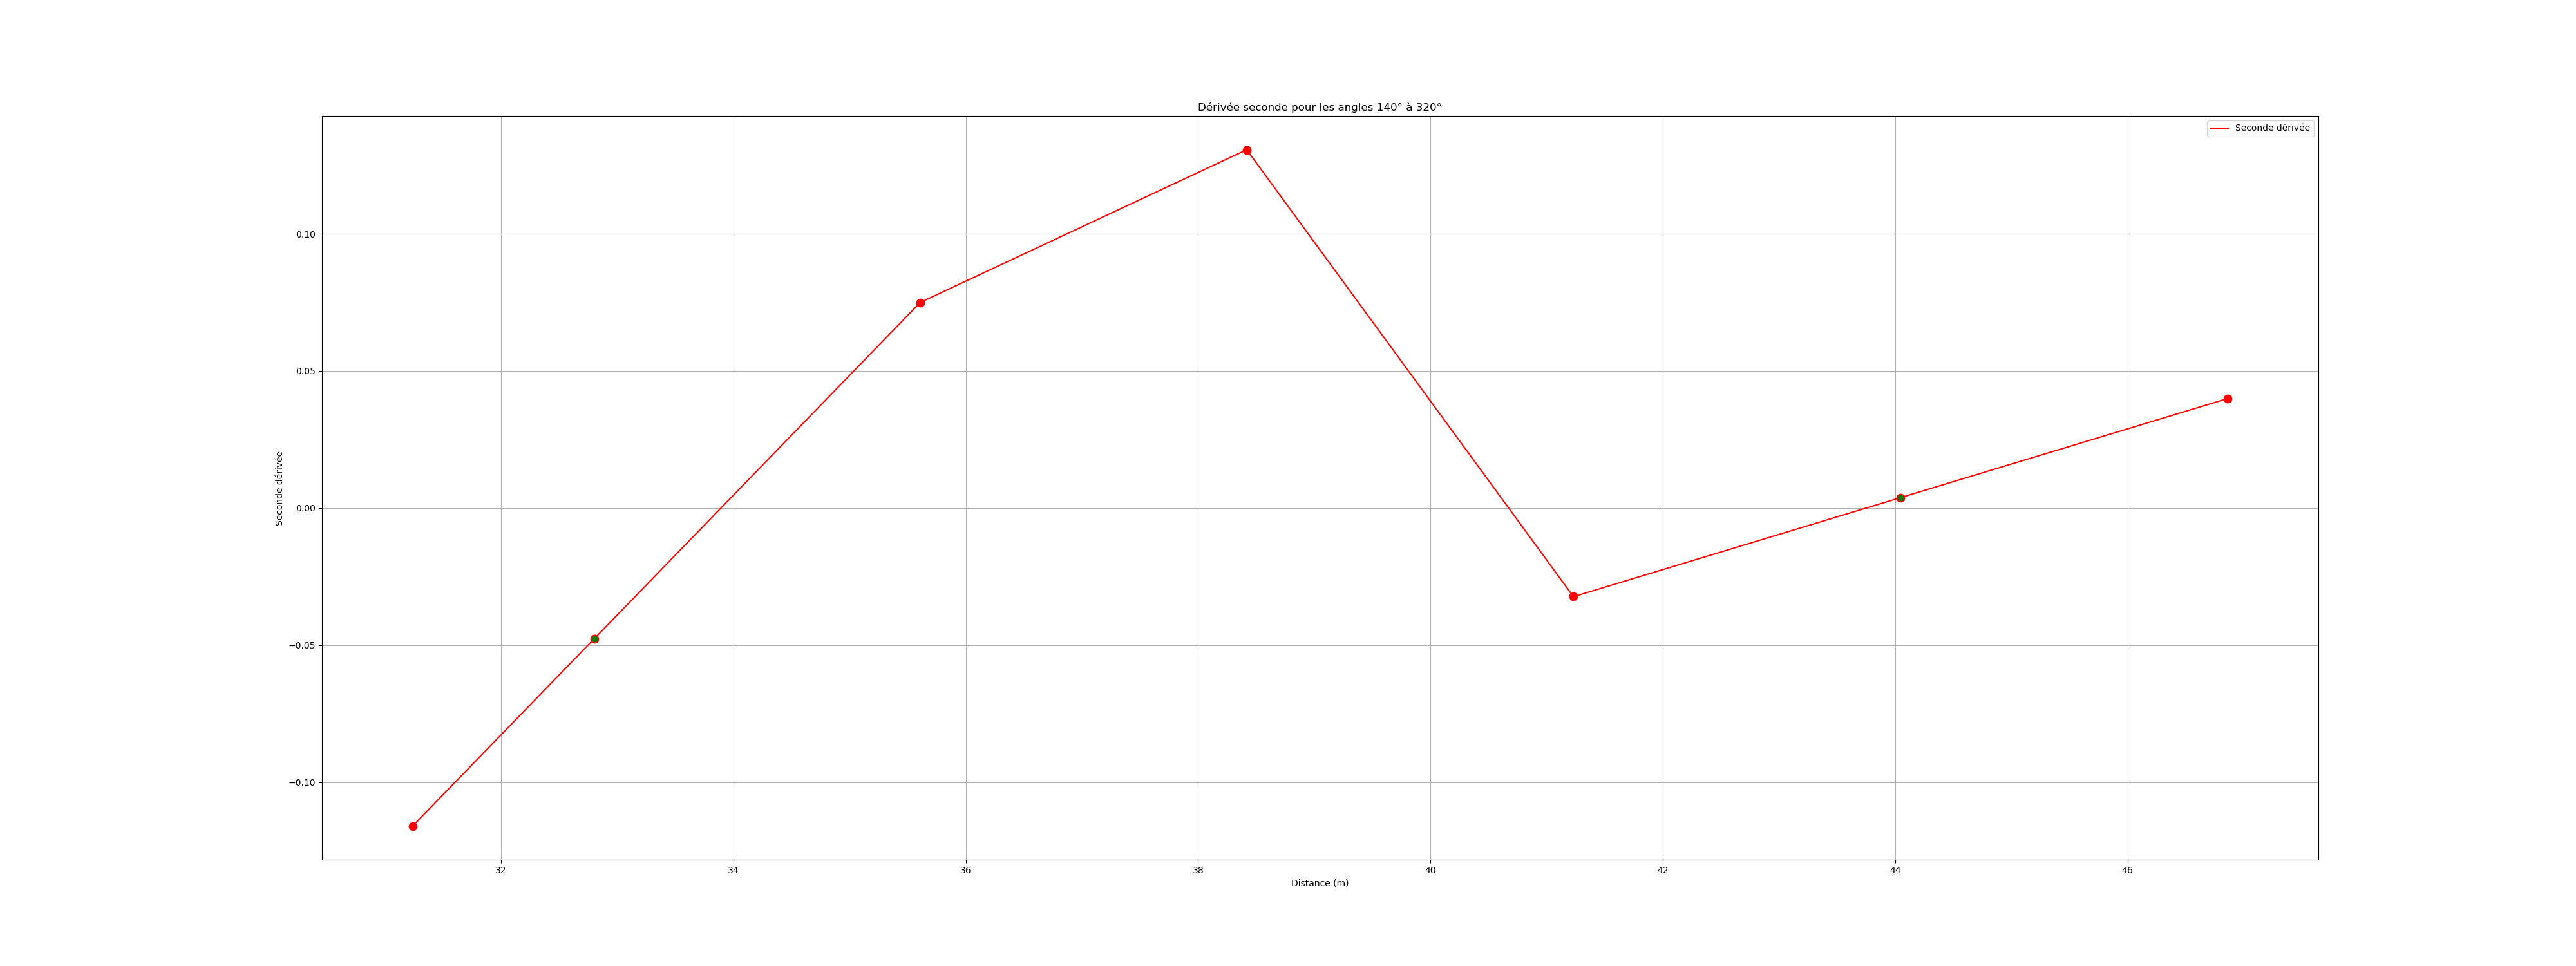 Dérivée seconde pour les angles 140° à 320°
Seconde dérivée
0.10
0.05
0.00
−0.05
−0.10
Seconde dérivée
32 34 36 38 40 42 44 46
Distance (m)